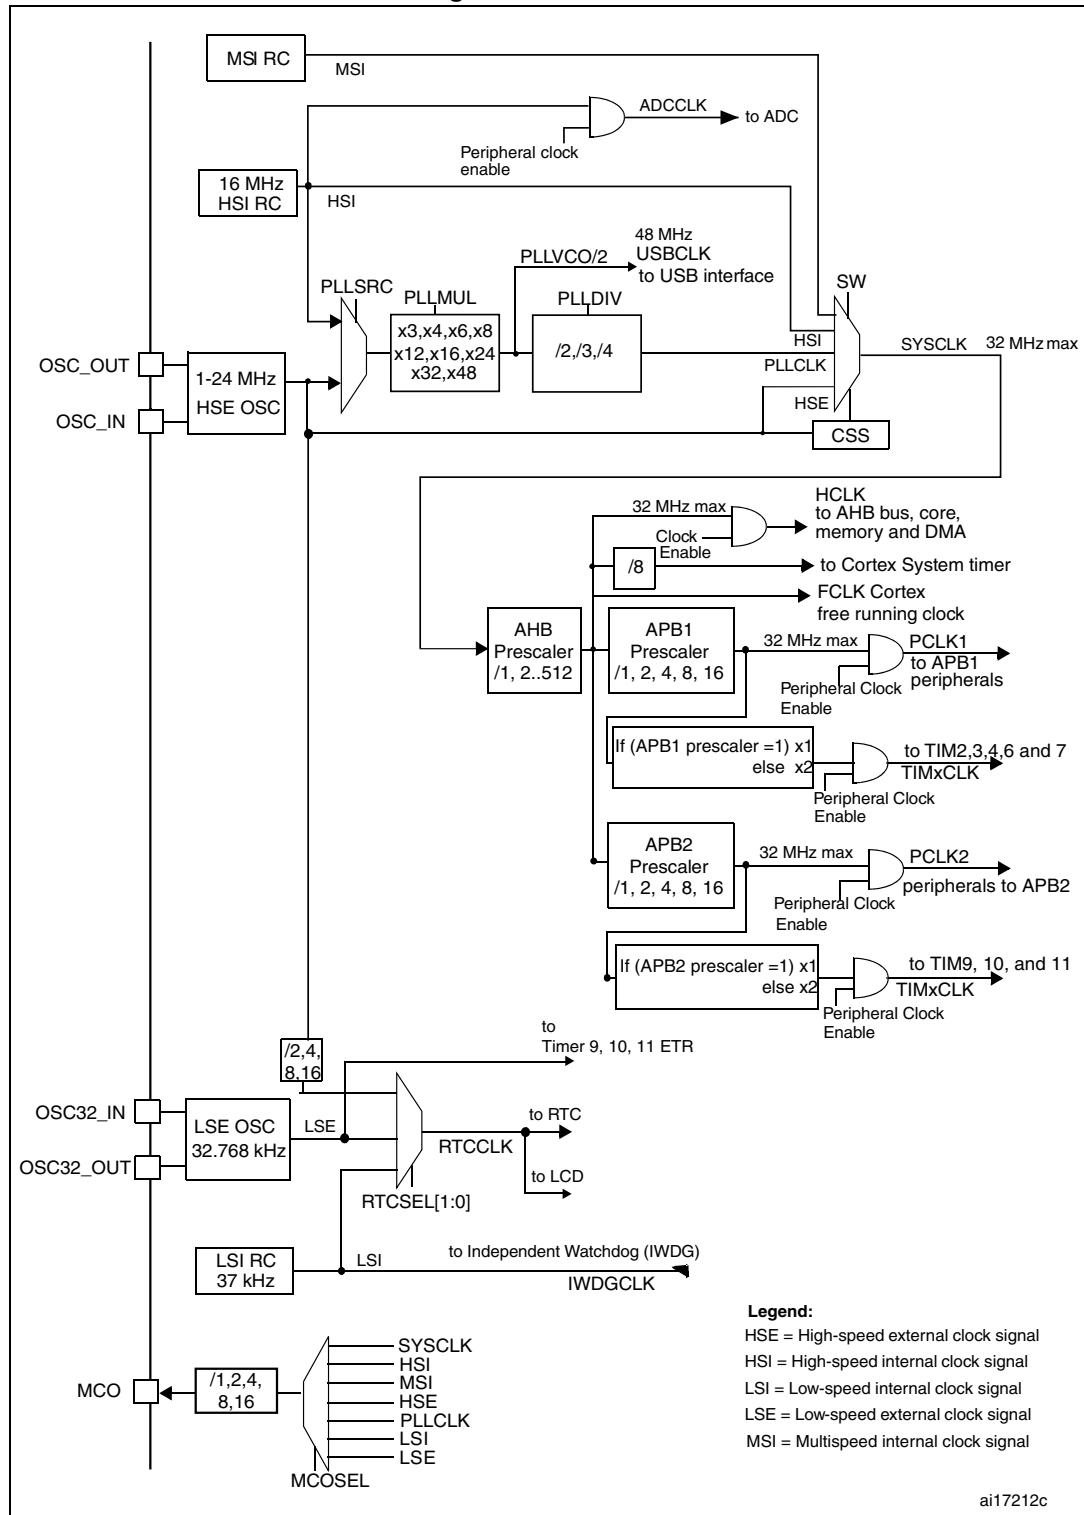 MSI RC
MSI
ADCCLK
to ADC
Peripheral clock
enable
16 MHz
HSI RC
HSI
48 MHz
PLLVCO/2
USBCLK
to USB interface
PLLSRC
PLLMUL
PLLDIV
SW
x3,x4,x6,x8
x12,x16,x24
x32,x48
/2,/3,/4
HSI
PLLCLK
HSE
SYSCLK
32 MHz max
OSC_OUT
OSC_IN
1-24 MHz
HSE OSC
CSS
32 MHz max
HCLK
to AHB bus, core,
memory and DMA
Clock
Enable
/8
to Cortex System timer
FCLK Cortex
free running clock
AHB
Prescaler
/1, 2..512
APB1
Prescaler
/1, 2, 4, 8, 16
32 MHz max
PCLK1
to APB1
peripherals
Peripheral Clock
Enable
If (APB1 prescaler =1) x1
else x2
to TIM2,3,4,6 and 7
TIMxCLK
Peripheral Clock
Enable
APB2
Prescaler
/1, 2, 4, 8, 16
32 MHz max
PCLK2
peripherals to APB2
Peripheral Clock
Enable
If (APB2 prescaler =1) x1
else x2
to TIM9, 10, and 11
TIMxCLK
Peripheral Clock
Enable
/2,4,
8,16
to
Timer 9, 10, 11 ETR
OSC32_IN
OSC32_OUT
LSE OSC
32.768 kHz
LSE
to RTC
RTCCLK
to LCD
RTCSEL[1:0]
LSI RC
37 kHz
LSI
to Independent Watchdog (IWDG)
IWDGCLK
MCO
/1,2,4,
8,16
SYSCLK
HSI
MSI
HSE
PLLCLK
LSI
LSE
MCOSEL
Legend:
HSE = High-speed external clock signal
HSI = High-speed internal clock signal
LSI = Low-speed internal clock signal
LSE = Low-speed external clock signal
MSI = Multispeed internal clock signal
ai17212c